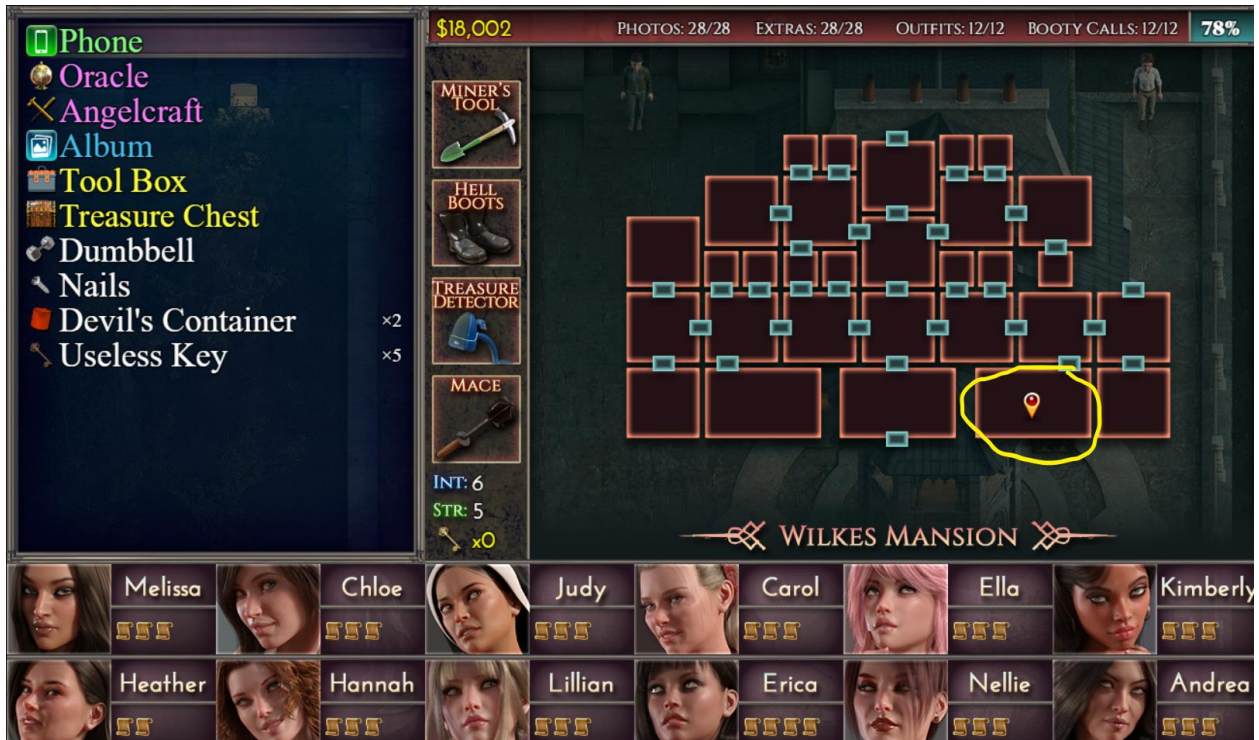 Phone
Oracle
Angelcraft
Album
Tool Box
Treasure Chest
Dumbbell
Nails
Devil's Container ×2
Useless Key ×5
$18,002 PHOTOS: 28/28 EXTRAS: 28/28 OUTFITS: 12/12 BOOTY CALLS: 12/12 78%
MINER'S
TOOL
HELL
BOOTS
TREASURE
DETECTOR
MACE
INT: 6
STR: 5
x0
WILKES MANSION
Melissa Chloe Judy Carol Ella Kimberly
Heather Hannah Lillian Erica Nellie Andrea